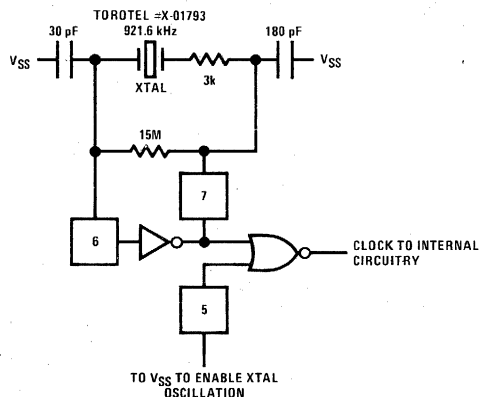 TOROTEL =X-01793
30 pF
921.6 kHz
180 pF
VSS
VSS
XTAL
3k
15M
7
6
CLOCK TO INTERNAL
CIRCUITRY
5
TO VSS TO ENABLE XTAL
OSCILLATION